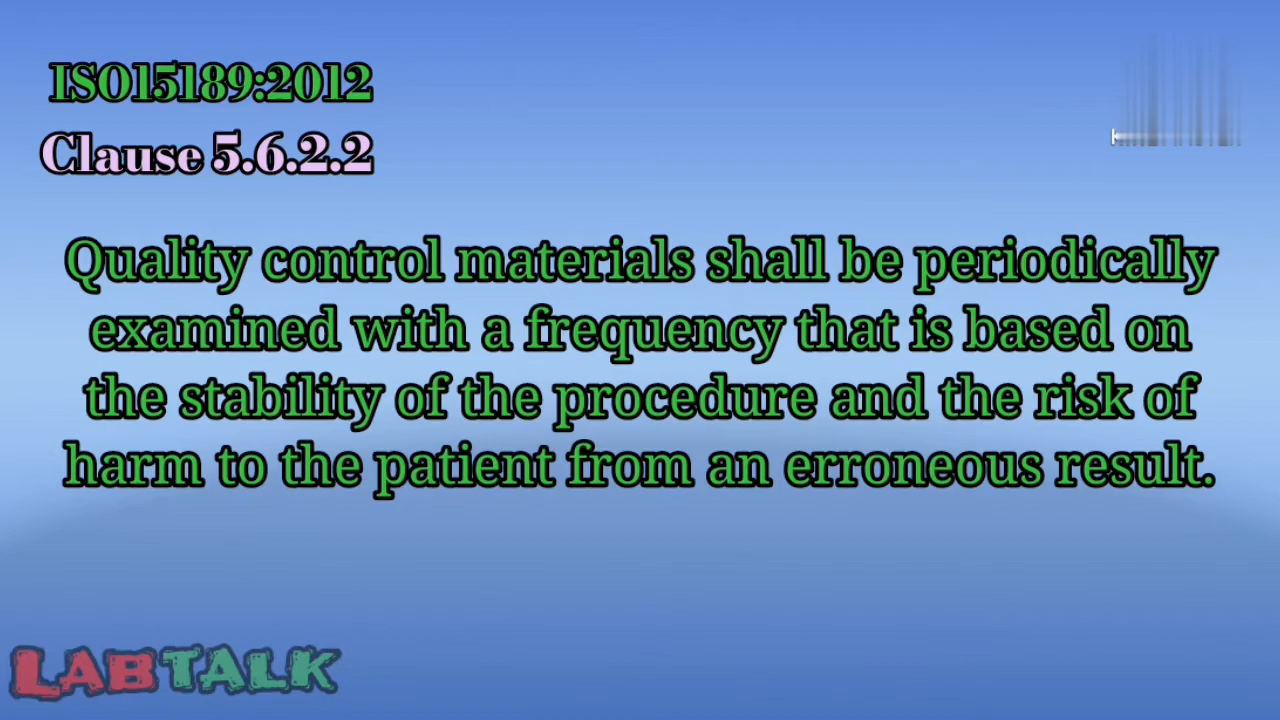 ISO15189:2012
Clause 5.6.2.2
Quality control materials shall be periodically
examined with a frequency that is based on
the stability of the procedure and the risk of
harm to the patient from an erroneous result.
LABTALK